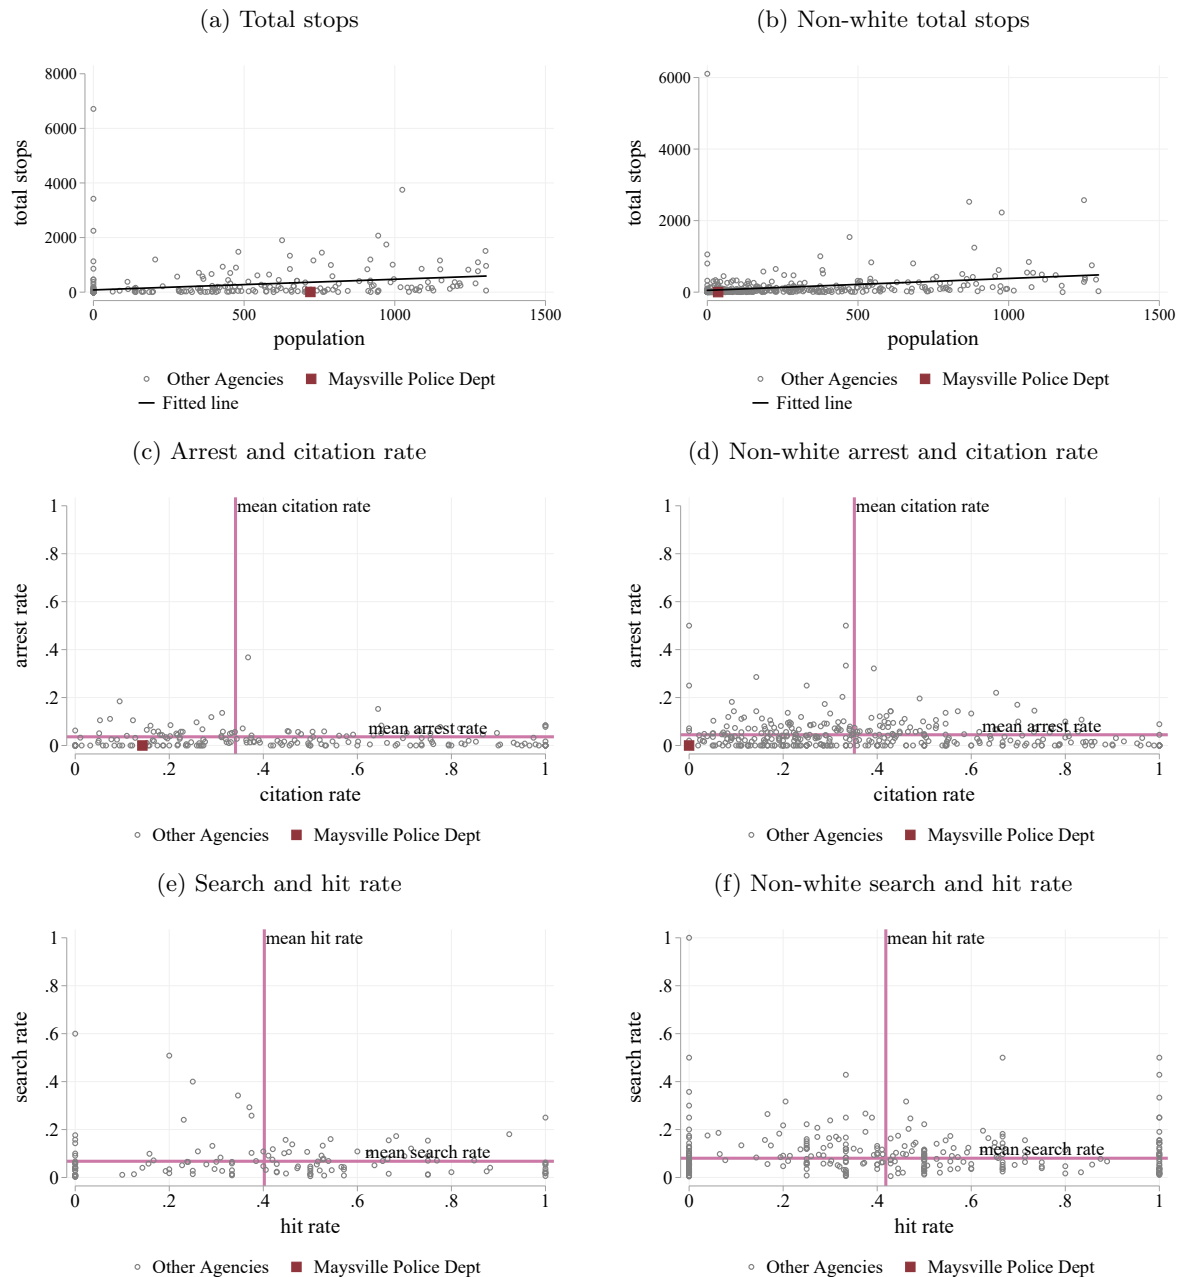 (a) Total stops
8000
6000
4000
2000
0
total stops
0 500 1000 1500
population
Other Agencies Maysville Police Dept
Fitted line
(b) Non-white total stops
6000
4000
2000
0
total stops
0 500 1000 1500
population
Other Agencies Maysville Police Dept
Fitted line
(c) Arrest and citation rate
1
.8
.6
.4
.2
0
arrest rate
mean citation rate
mean arrest rate
0 .2 .4 .6 .8 1
citation rate
Other Agencies Maysville Police Dept
(d) Non-white arrest and citation rate
1
.8
.6
.4
.2
0
arrest rate
mean citation rate
mean arrest rate
0 .2 .4 .6 .8 1
citation rate
Other Agencies Maysville Police Dept
(e) Search and hit rate
1
.8
.6
.4
.2
0
search rate
mean hit rate
mean search rate
0 .2 .4 .6 .8 1
hit rate
Other Agencies Maysville Police Dept
(f) Non-white search and hit rate
1
.8
.6
.4
.2
0
search rate
mean hit rate
mean search rate
0 .2 .4 .6 .8 1
hit rate
Other Agencies Maysville Police Dept